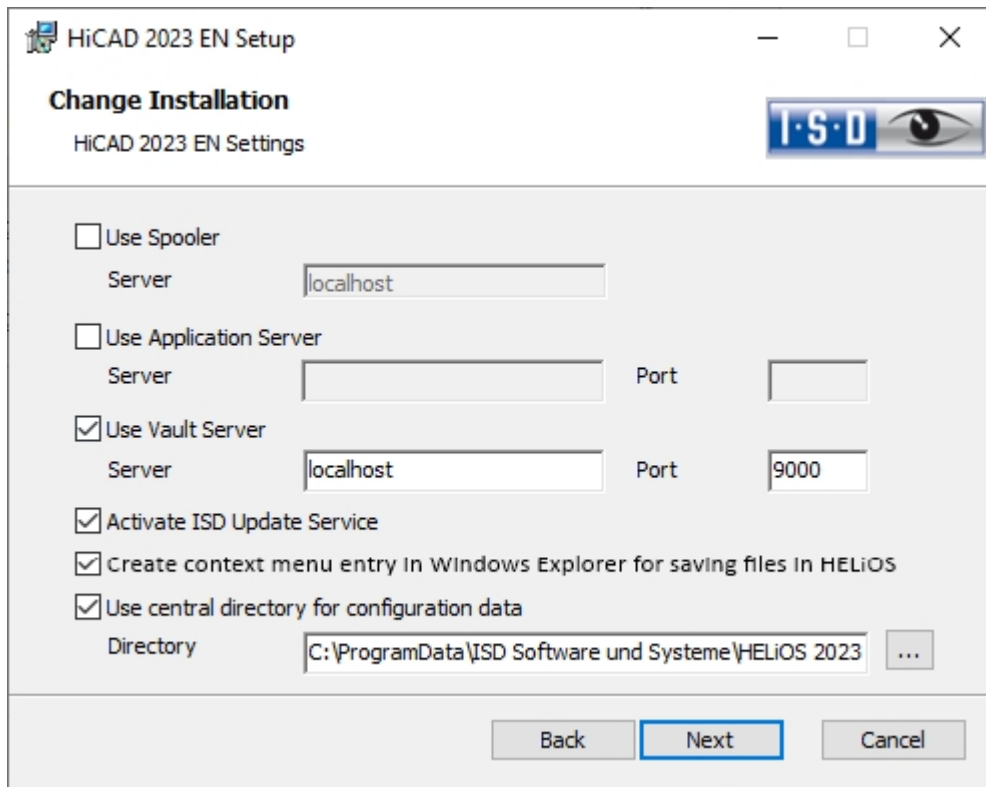 HiCAD 2023 EN Setup
Change Installation
HiCAD 2023 EN Settings
I·S·D
Use Spooler
Server localhost
Use Application Server
Server Port
Use Vault Server
Server localhost Port 9000
Activate ISD Update Service
Create context menu entry in Windows Explorer for saving files in HELiOS
Use central directory for configuration data
Directory C:\ProgramData\ISD Software und Systeme\HELiOS 2023 ...
Back Next Cancel